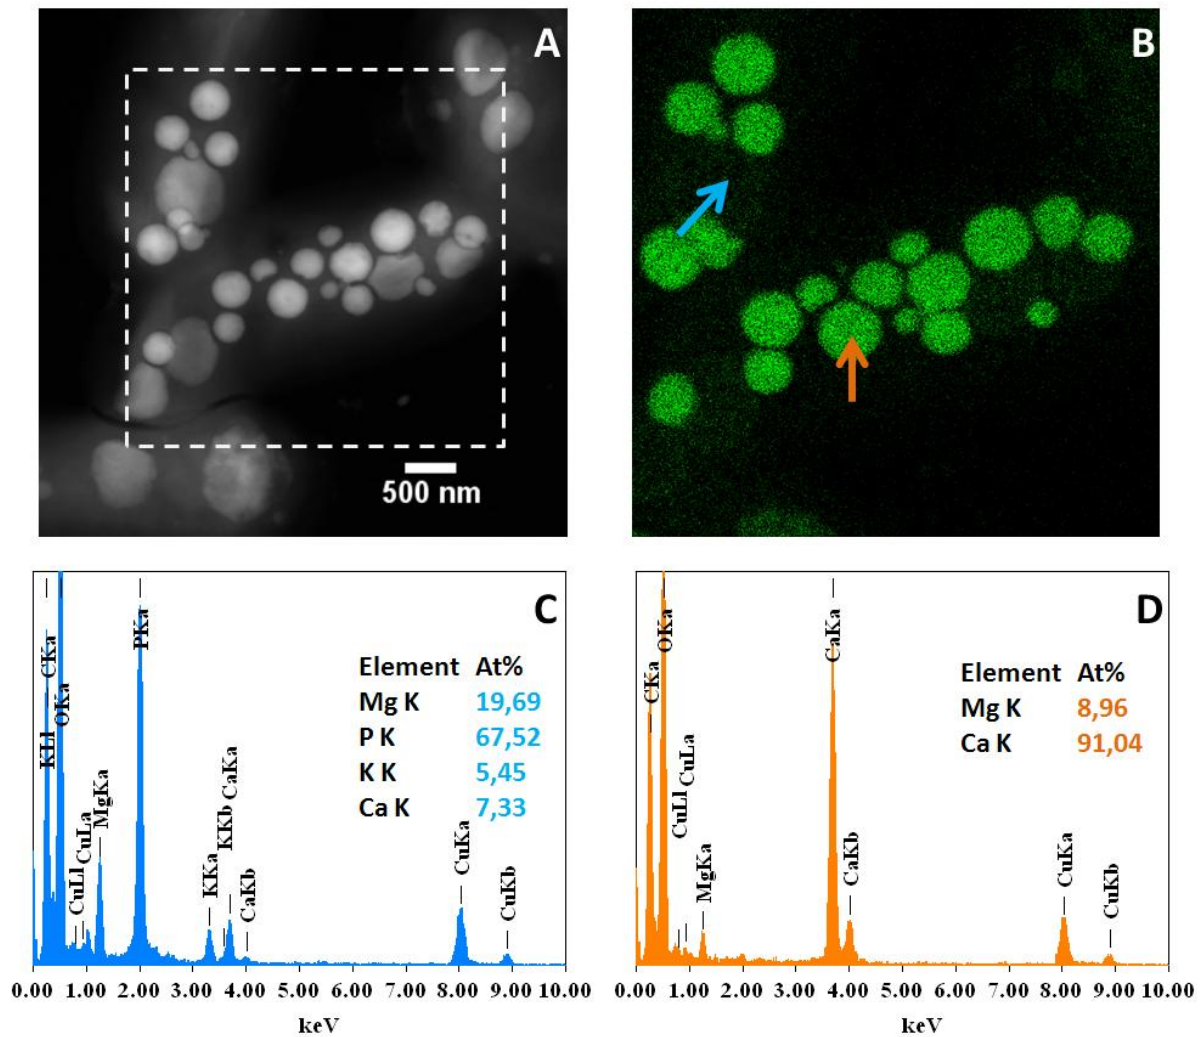 A
500 nm
B
C
KLl
CKa
OKa
CuLl
CuLa
MgKa
PKa
KKa
KKb
CaKa
CaKb
CuKa
CuKb
Element At%
Mg K 19,69
P K 67,52
K K 5,45
Ca K 7,33
0.00 1.00 2.00 3.00 4.00 5.00 6.00 7.00 8.00 9.00 10.00
keV
D
CKa
OKa
CuLl
CuLa
MgKa
CaKa
CaKb
CuKa
CuKb
Element At%
Mg K 8,96
Ca K 91,04
0.00 1.00 2.00 3.00 4.00 5.00 6.00 7.00 8.00 9.00 10.00
keV